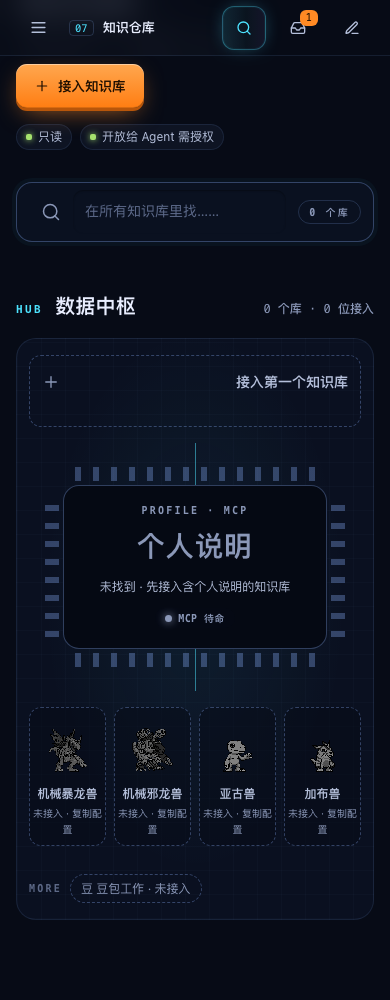 07 知识仓库
1
接入知识库
只读
开放给 Agent 需授权
在所有知识库里找……
0 个库
HUB 数据中枢
0 个库 · 0 位接入
接入第一个知识库
PROFILE · MCP
个人说明
未找到 · 先接入含个人说明的知识库
MCP 待命
机械暴龙兽
未接入 · 复制配
置
机械邪龙兽
未接入 · 复制配
置
亚古兽
未接入 · 复制配
置
加布兽
未接入 · 复制配
置
MORE
豆 豆包工作 · 未接入